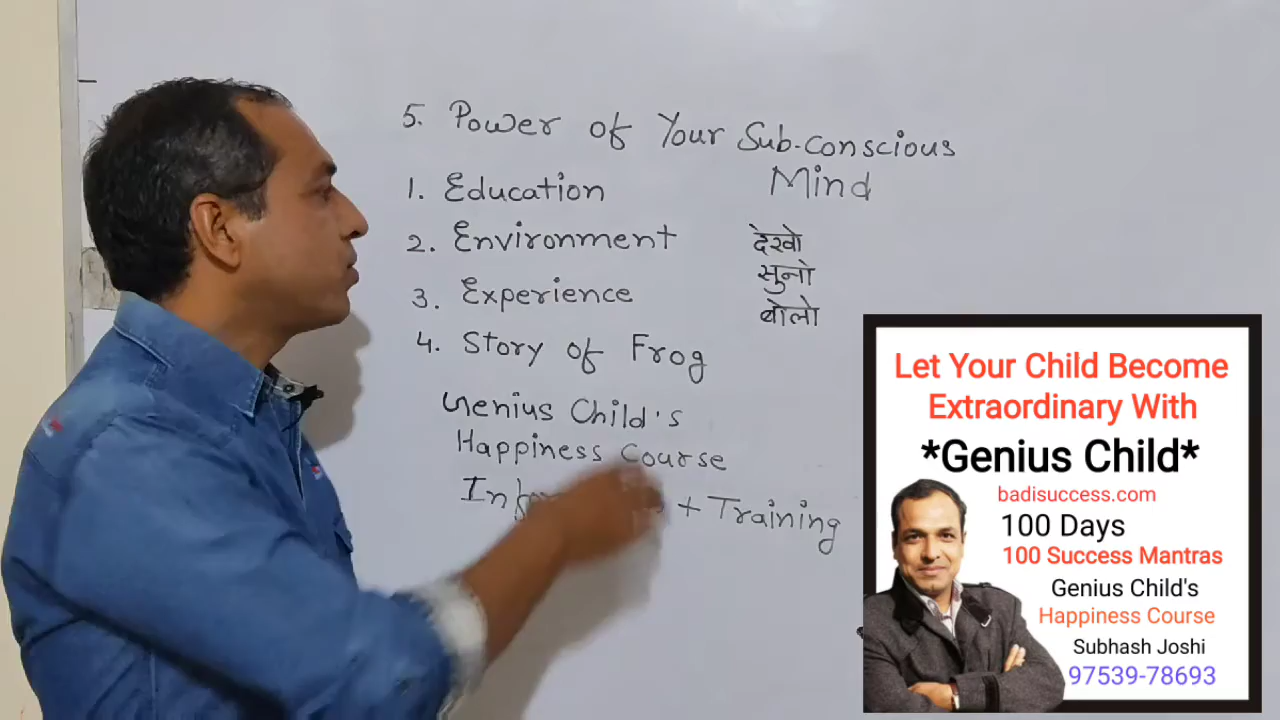 5. Power of Your Sub-conscious
Mind
1. Education
2. Environment
3. Experience
4. Story of Frog
देखो
सुनो
बोलो
Genius Child's
Happiness Course
+ Training
Let Your Child Become
Extraordinary With
*Genius Child*
badisuccess.com
100 Days
100 Success Mantras
Genius Child's
Happiness Course
Subhash Joshi
97539-78693